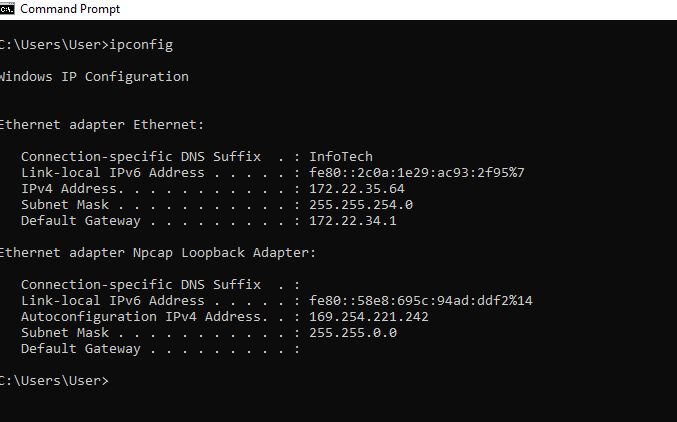 Command Prompt
C:\Users\User>ipconfig
Windows IP Configuration
Ethernet adapter Ethernet:
Connection-specific DNS Suffix  . : InfoTech
Link-local IPv6 Address . . . . . : fe80::2c0a:1e29:ac93:2f95%7
IPv4 Address. . . . . . . . . . . : 172.22.35.64
Subnet Mask . . . . . . . . . . . : 255.255.254.0
Default Gateway . . . . . . . . . : 172.22.34.1
Ethernet adapter Npcap Loopback Adapter:
Connection-specific DNS Suffix  . :
Link-local IPv6 Address . . . . . : fe80::58e8:695c:94ad:ddf2%14
Autoconfiguration IPv4 Address. . : 169.254.221.242
Subnet Mask . . . . . . . . . . . : 255.255.0.0
Default Gateway . . . . . . . . . :
C:\Users\User>